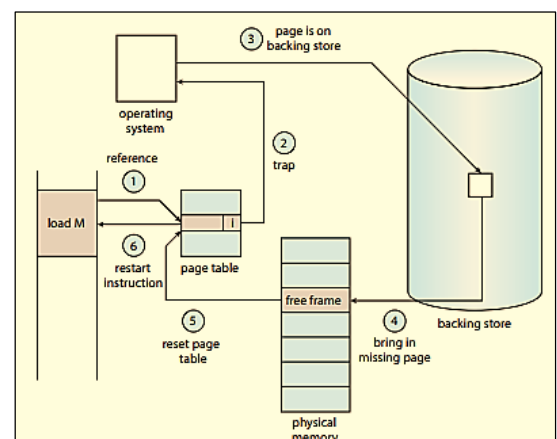 3
page is on
backing store
operating
system
2
trap
reference
1
load M
i
6
restart
instruction
page table
free frame
5
reset page
table
4
bring in
missing page
backing store
physical
memory